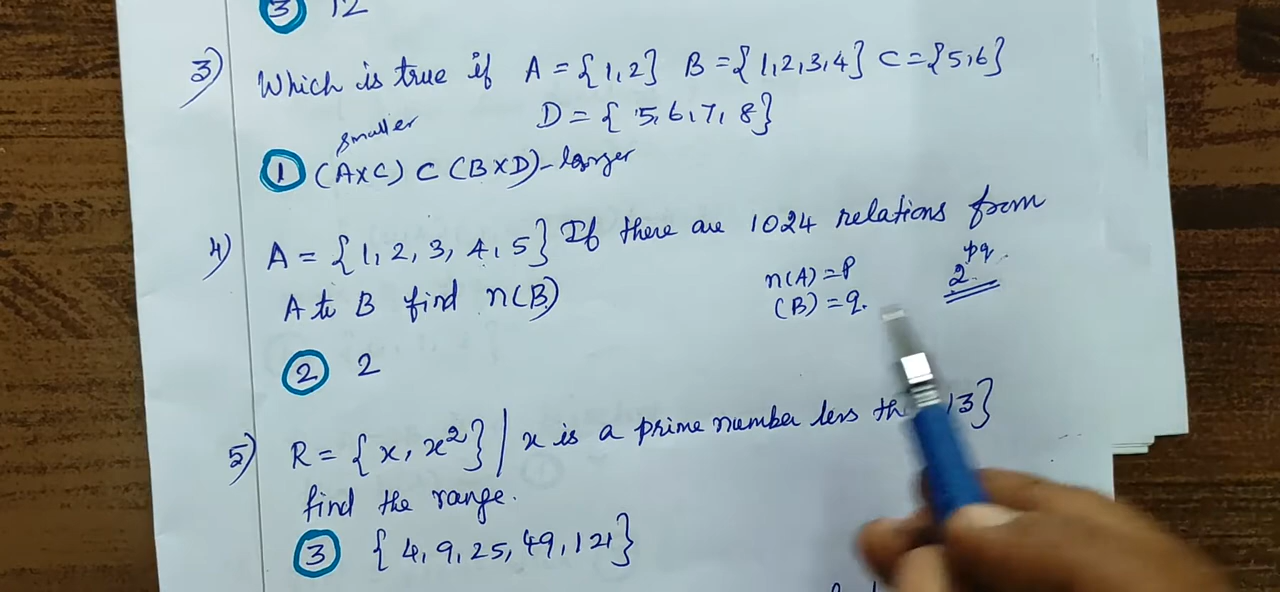 ③ 12
3) Which is true if A = {1, 2} B = {1, 2, 3, 4} C = {5, 6}
D = { 5, 6, 7, 8}
smaller
① (A×C) ⊂ (B×D) - larger
4) A = {1, 2, 3, 4, 5} If there are 1024 relations from
A to B find n(B)
n(A) = p
(B) = q.
2^pq.
② 2
5) R = {x, x²} / x is a prime number less 13}
find the range.
③ {4, 9, 25, 49, 121}